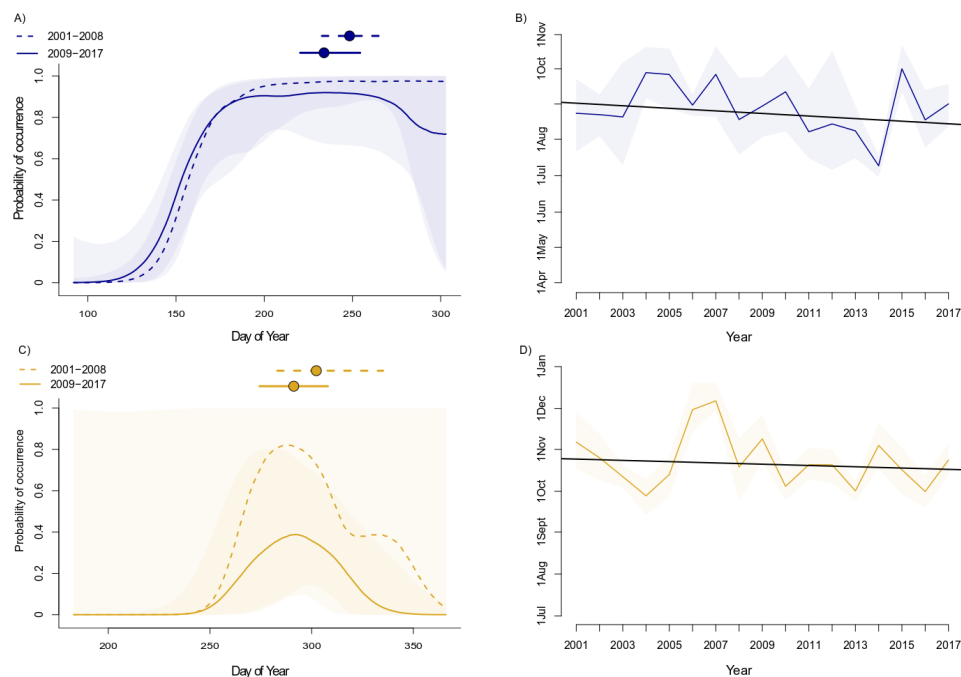 A)
2001−2008
2009−2017
Probability of occurrence
1.0
0.8
0.6
0.4
0.2
0
100 150 200 250 300
Day of Year
B)
1Nov
1Oct
1Aug
1Jul
1Jun
1May
1Apr
2001 2003 2005 2007 2009 2011 2013 2015 2017
Year
C)
2001−2008
2009−2017
Probability of occurrence
1.0
0.8
0.6
0.4
0.2
0
200 250 300 350
Day of Year
D)
1Jan
1Dec
1Nov
1Oct
1Sept
1Aug
1Jul
2001 2003 2005 2007 2009 2011 2013 2015 2017
Year